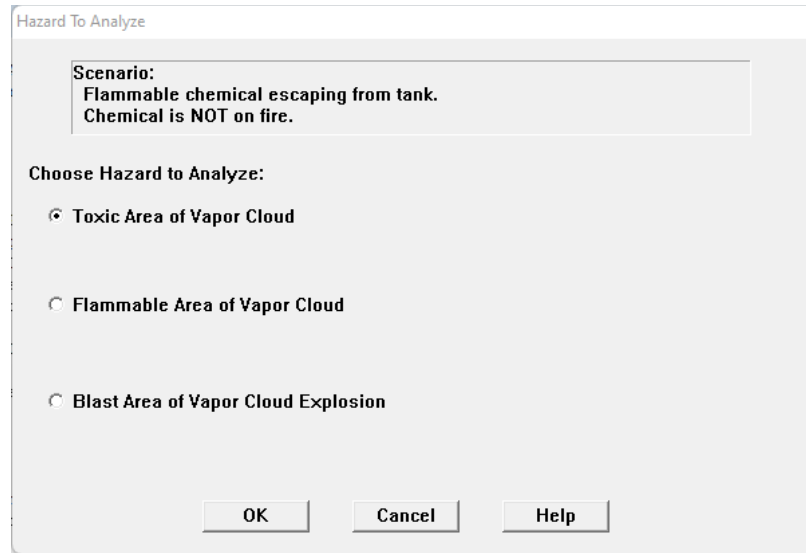 Hazard To Analyze
Scenario:
Flammable chemical escaping from tank.
Chemical is NOT on fire.
Choose Hazard to Analyze:
Toxic Area of Vapor Cloud
Flammable Area of Vapor Cloud
Blast Area of Vapor Cloud Explosion
OK Cancel Help